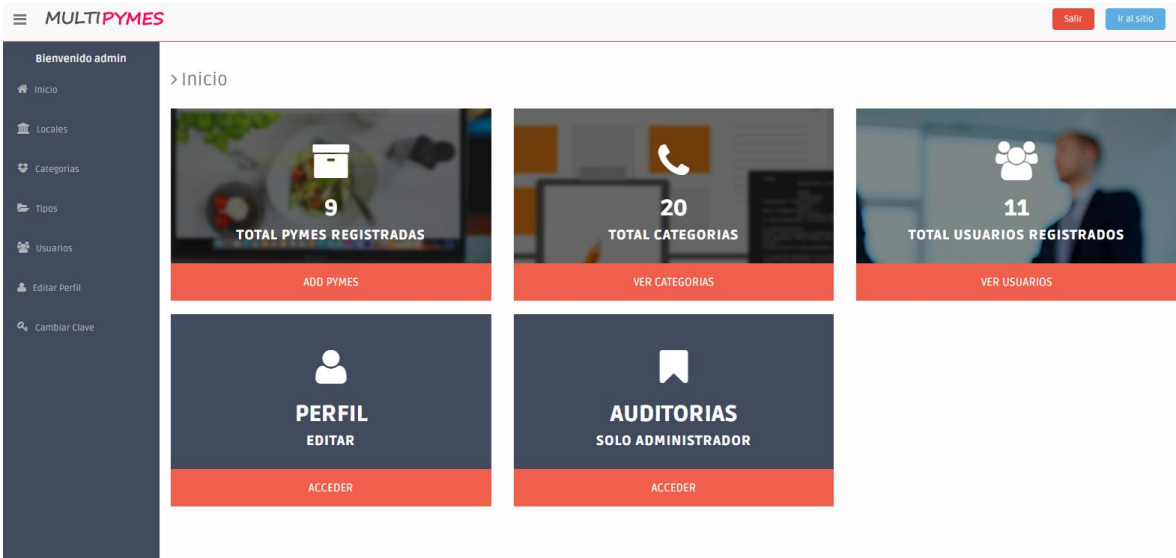 MULTIPYMES
Salir
Ir al sitio
Bienvenido admin
Inicio
Locales
Categorias
Tipos
Usuarios
Editar Perfil
Cambiar Clave
> Inicio
9
TOTAL PYMES REGISTRADAS
ADD PYMES
20
TOTAL CATEGORIAS
VER CATEGORIAS
11
TOTAL USUARIOS REGISTRADOS
VER USUARIOS
PERFIL
EDITAR
ACCEDER
AUDITORIAS
SOLO ADMINISTRADOR
ACCEDER